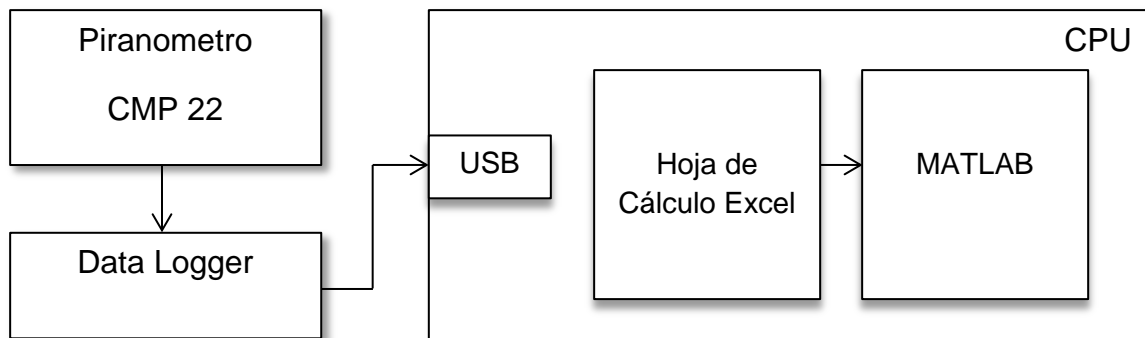 Piranometro
CMP 22
Data Logger
CPU
USB
Hoja de
Cálculo Excel
MATLAB